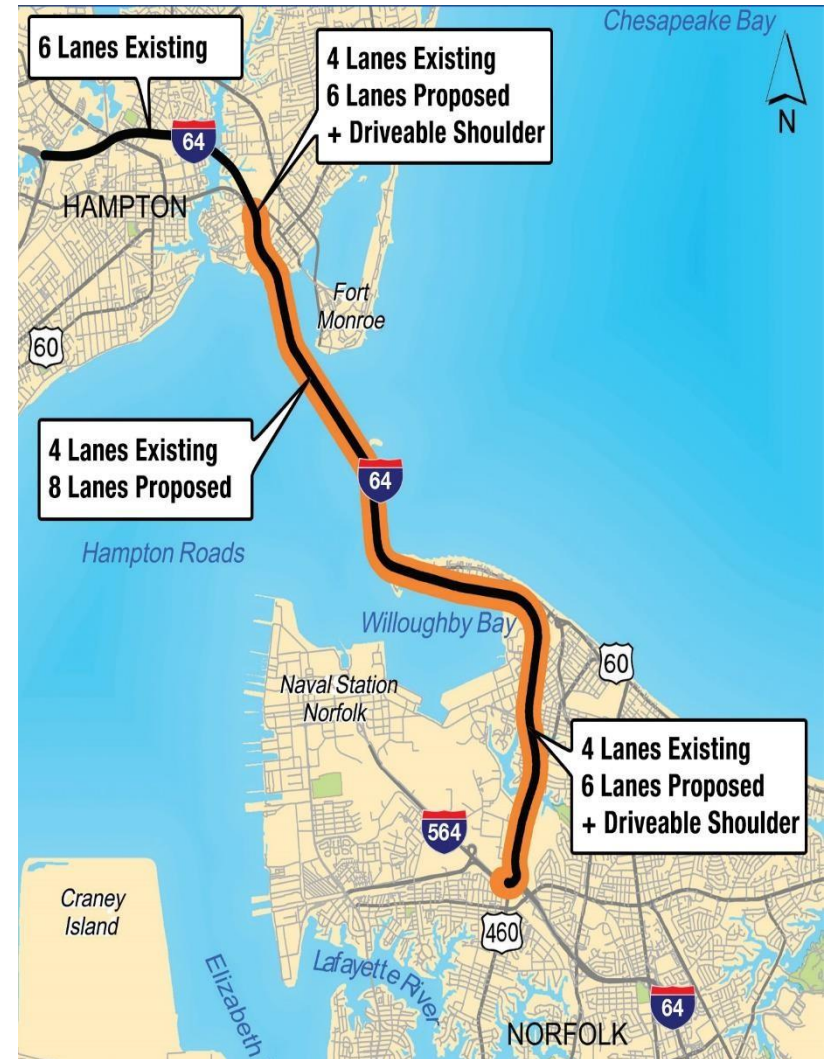 Chesapeake Bay
6 Lanes Existing
4 Lanes Existing
6 Lanes Proposed
+ Driveable Shoulder
N
64
HAMPTON
Fort
Monroe
60
4 Lanes Existing
8 Lanes Proposed
64
Hampton Roads
Willoughby Bay
60
Naval Station
Norfolk
4 Lanes Existing
6 Lanes Proposed
+ Driveable Shoulder
564
Craney
Island
460
Lafayette River
Elizabeth
64
NORFOLK